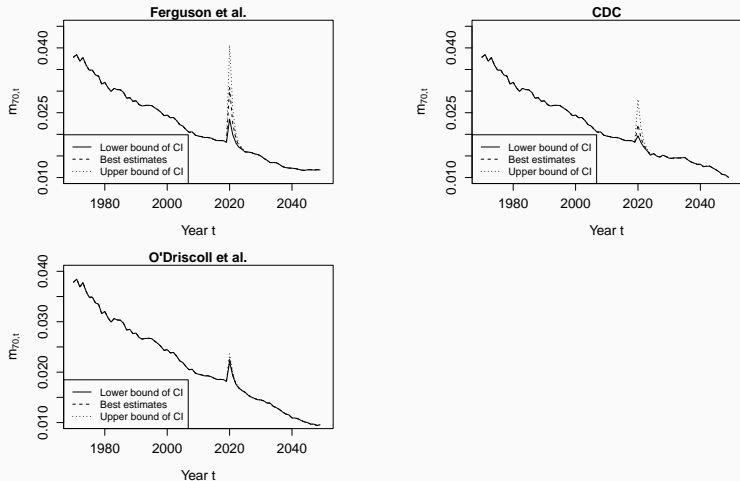 Ferguson et al.
m70,t
0.040
0.025
0.010
Lower bound of CI
Best estimates
Upper bound of CI
1980 2000 2020 2040
Year t
CDC
m70,t
0.040
0.025
0.010
Lower bound of CI
Best estimates
Upper bound of CI
1980 2000 2020 2040
Year t
O'Driscoll et al.
m70,t
0.040
0.030
0.020
0.010
Lower bound of CI
Best estimates
Upper bound of CI
1980 2000 2020 2040
Year t